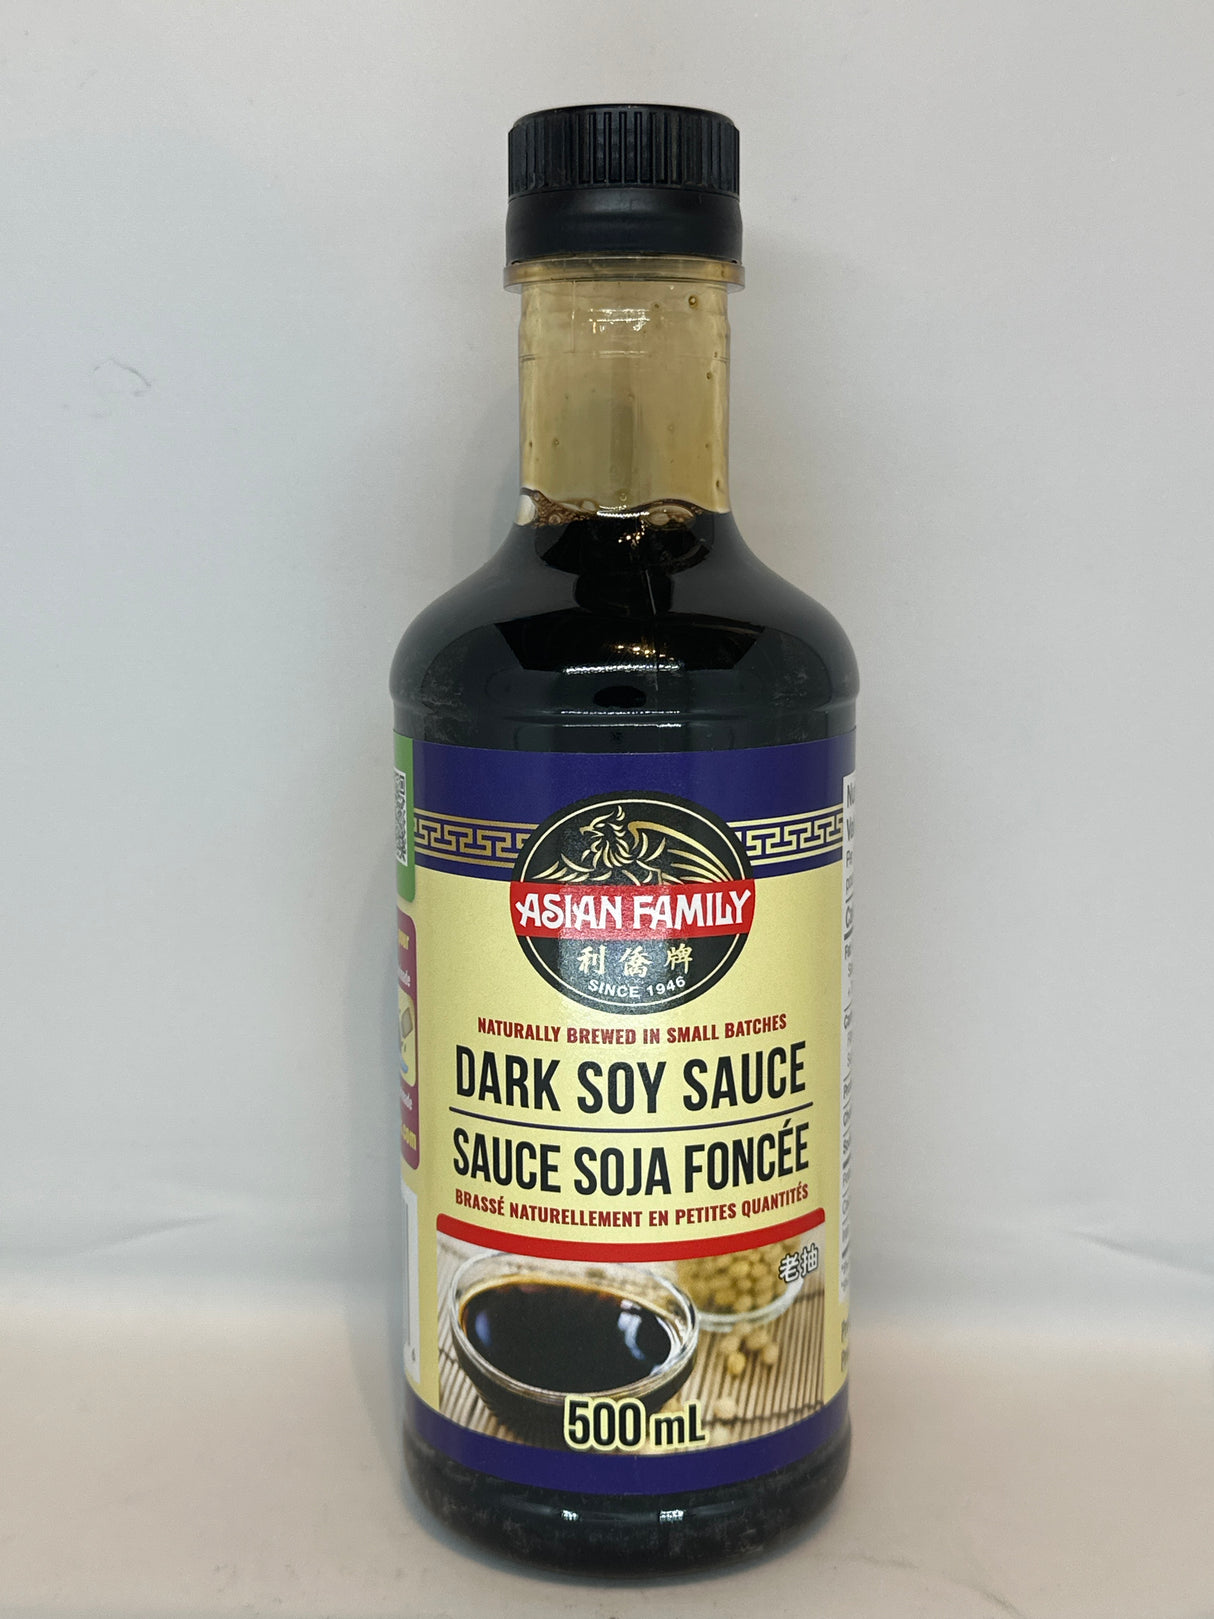 ASIAN FAMILY
利僑牌
SINCE 1946
NATURALLY BREWED IN SMALL BATCHES
DARK SOY SAUCE
SAUCE SOJA FONCÉE
BRASSÉ NATURELLEMENT EN PETITES QUANTITÉS
老抽
500 mL